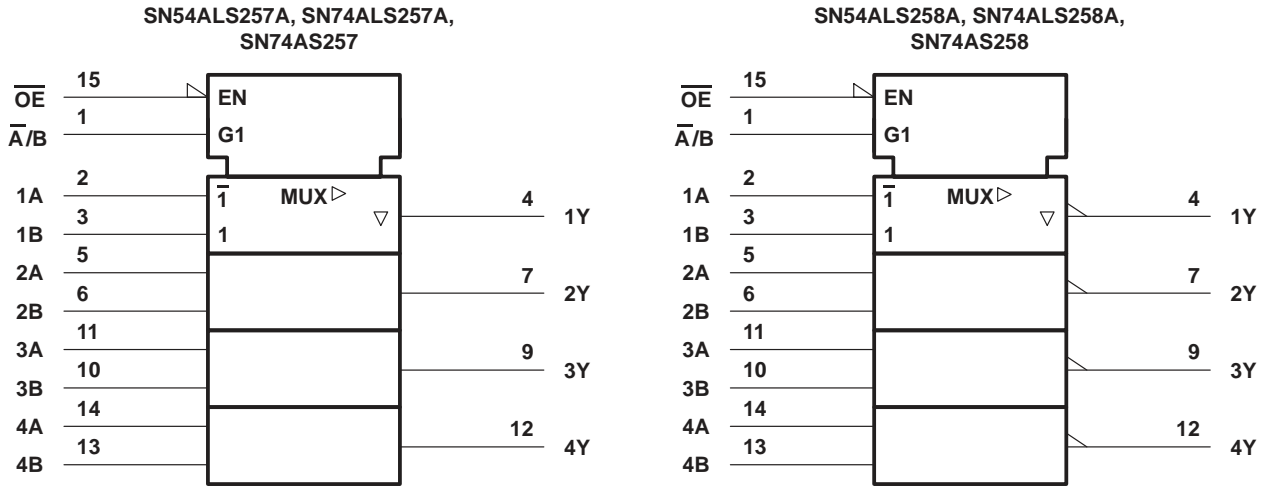 SN54ALS257A, SN74ALS257A,
SN74AS257
15
OE
EN
1
A/B
G1
2
1A
1
MUX
4
1Y
3
1B
1
5
2A
7
2Y
6
2B
11
3A
9
3Y
10
3B
14
4A
12
4Y
13
4B
SN54ALS258A, SN74ALS258A,
SN74AS258
15
OE
EN
1
A/B
G1
2
1A
1
MUX
4
1Y
3
1B
1
5
2A
7
2Y
6
2B
11
3A
9
3Y
10
3B
14
4A
12
4Y
13
4B